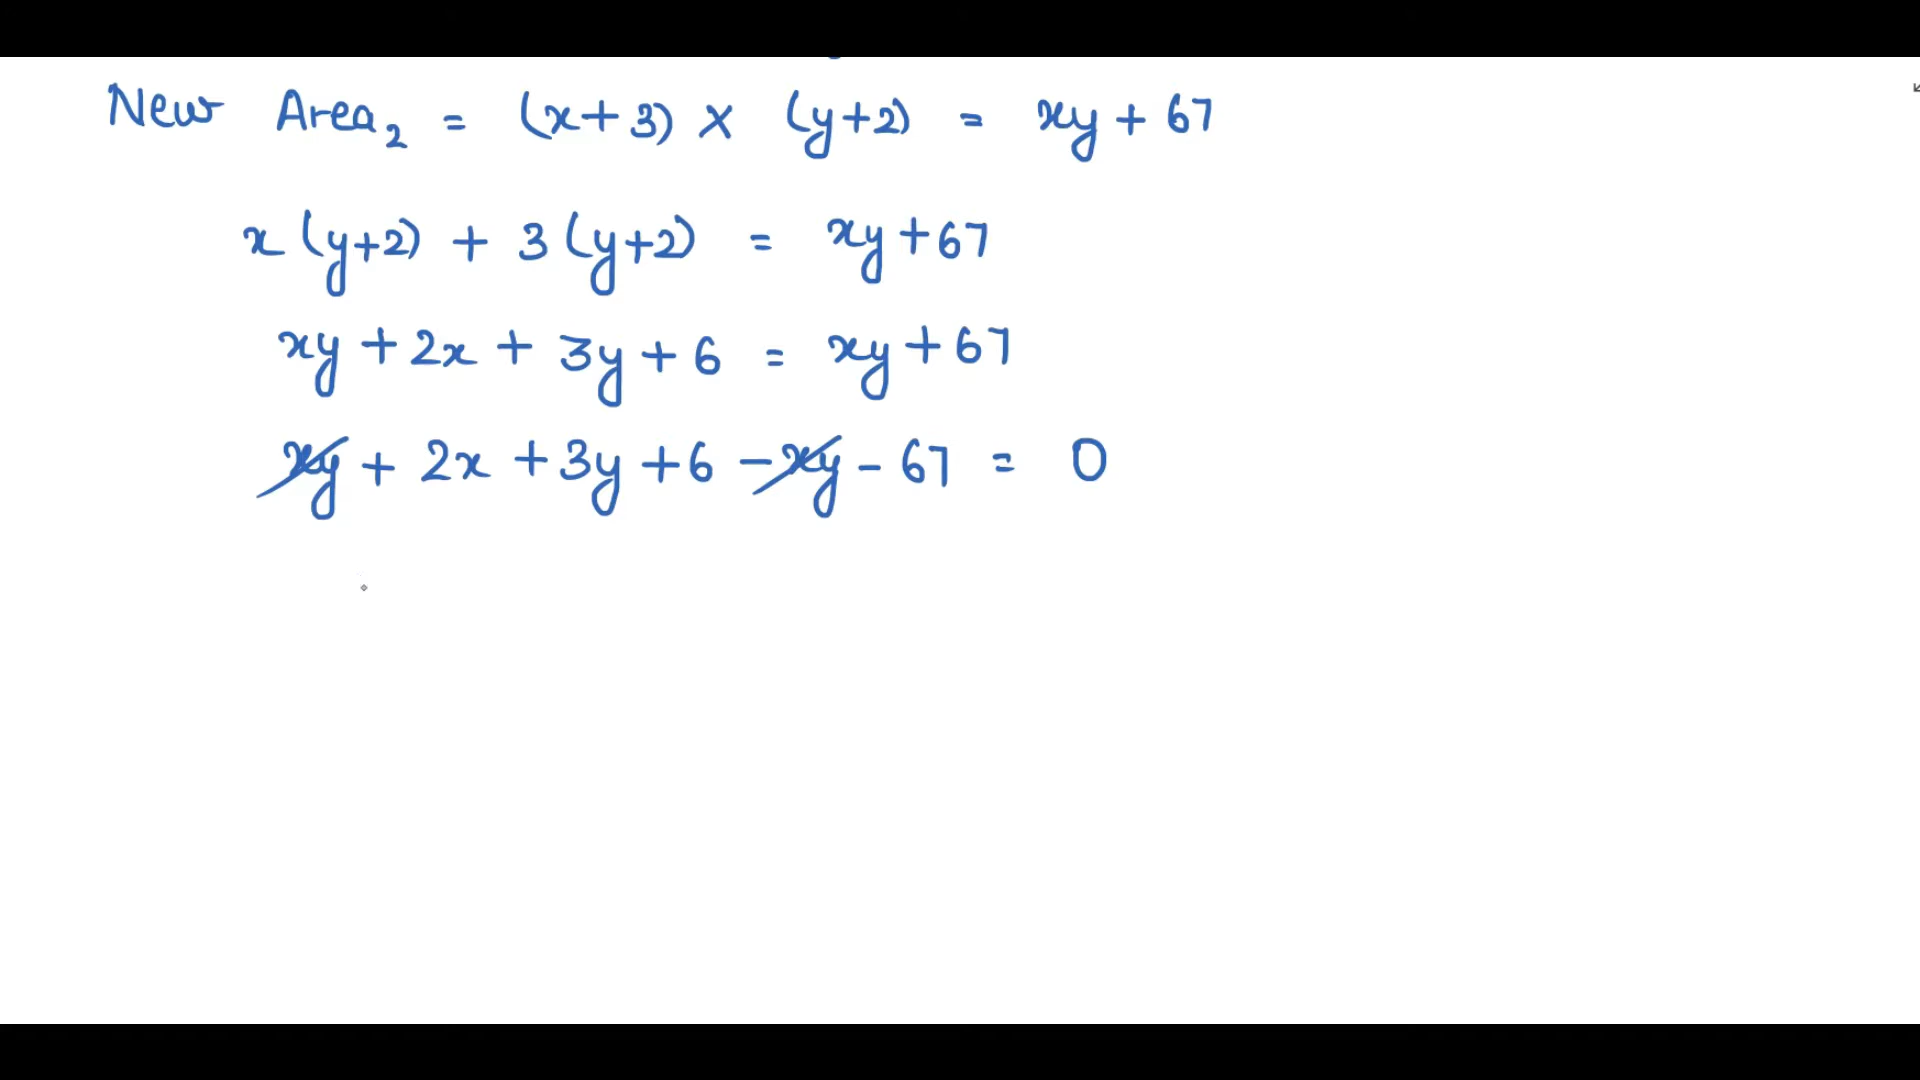 New Area₂ = (x+3) × (y+2) = xy + 67
x (y+2) + 3 (y+2) = xy+67
xy + 2x + 3y + 6 = xy + 67
xy + 2x + 3y + 6 - xy - 67 = 0